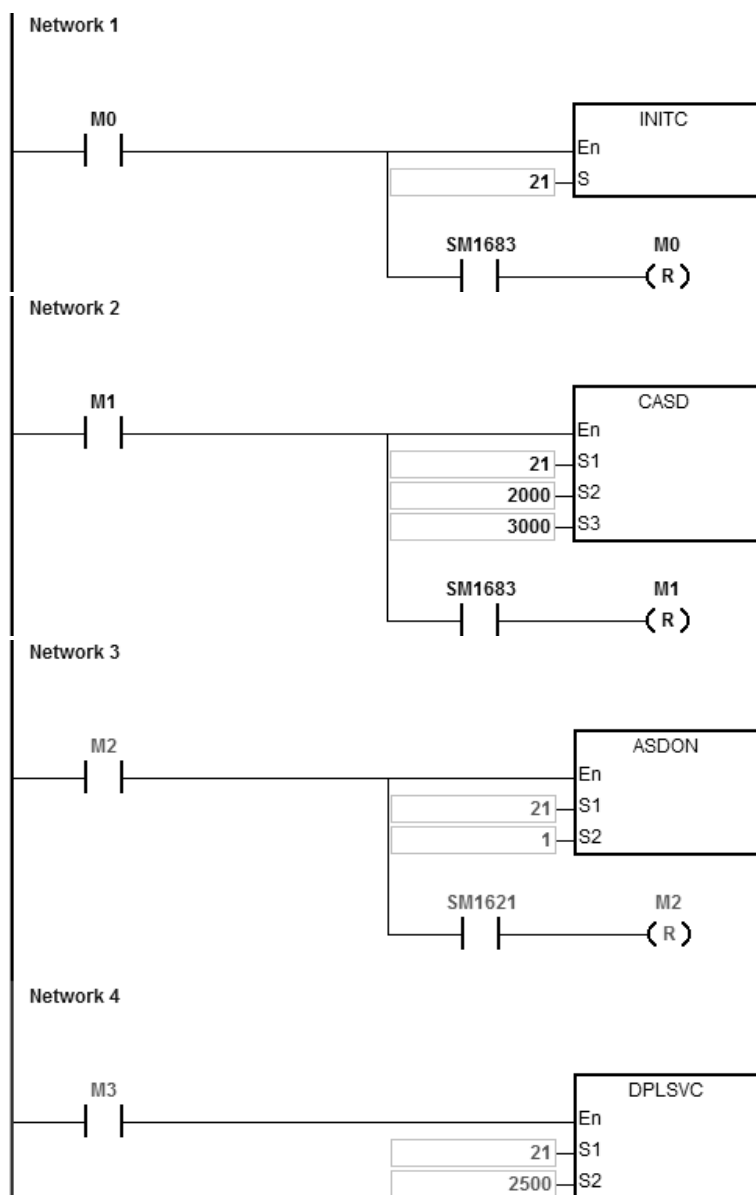 Network 1
M0
INITC
En
21 S
SM1683 M0
( R )
Network 2
M1
CASD
En
21 S1
2000 S2
3000 S3
SM1683 M1
( R )
Network 3
M2
ASDON
En
21 S1
1 S2
SM1621 M2
( R )
Network 4
M3
DPLSVC
En
21 S1
2500 S2